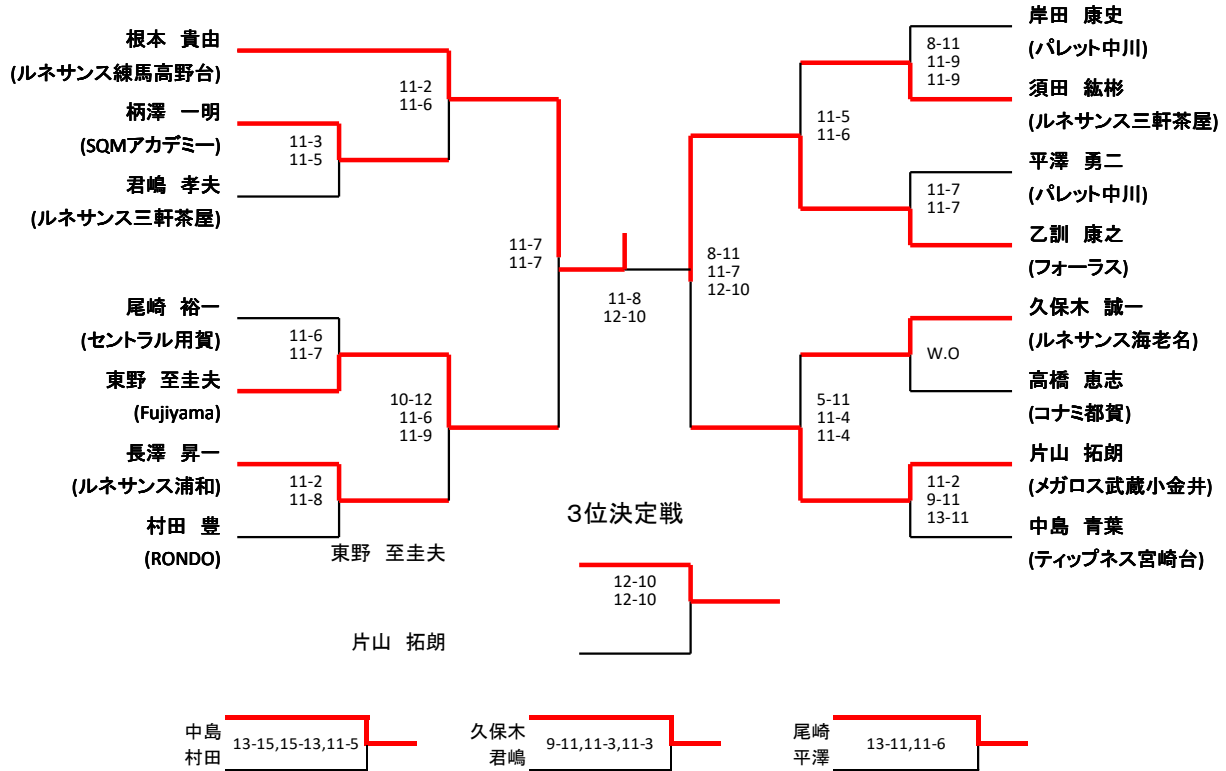 根本 貴由
(ルネサンス練馬高野台)
柄澤 一明
(SQMアカデミー)
君嶋 孝夫
(ルネサンス三軒茶屋)
11-2
11-6
11-3
11-5
尾崎 裕一
(セントラル用賀)
東野 至圭夫
(Fujiyama)
長澤 昇一
(ルネサンス浦和)
村田 豊
(RONDO)
11-6
11-7
10-12
11-6
11-9
11-2
11-8
11-7
11-7
11-8
12-10
8-11
11-7
12-10
岸田 康史
(パレット中川)
須田 紘彬
(ルネサンス三軒茶屋)
平澤 勇二
(パレット中川)
乙訓 康之
(フォーラス)
8-11
11-9
11-9
11-5
11-6
11-7
11-7
久保木 誠一
(ルネサンス海老名)
高橋 恵志
(コナミ都賀)
片山 拓朗
(メガロス武蔵小金井)
中島 青葉
(ティップネス宮崎台)
W.O
5-11
11-4
11-4
11-2
9-11
13-11
3位決定戦
東野 至圭夫
12-10
12-10
片山 拓朗
中島
13-15,15-13,11-5
村田
久保木
9-11,11-3,11-3
君嶋
尾崎
13-11,11-6
平澤